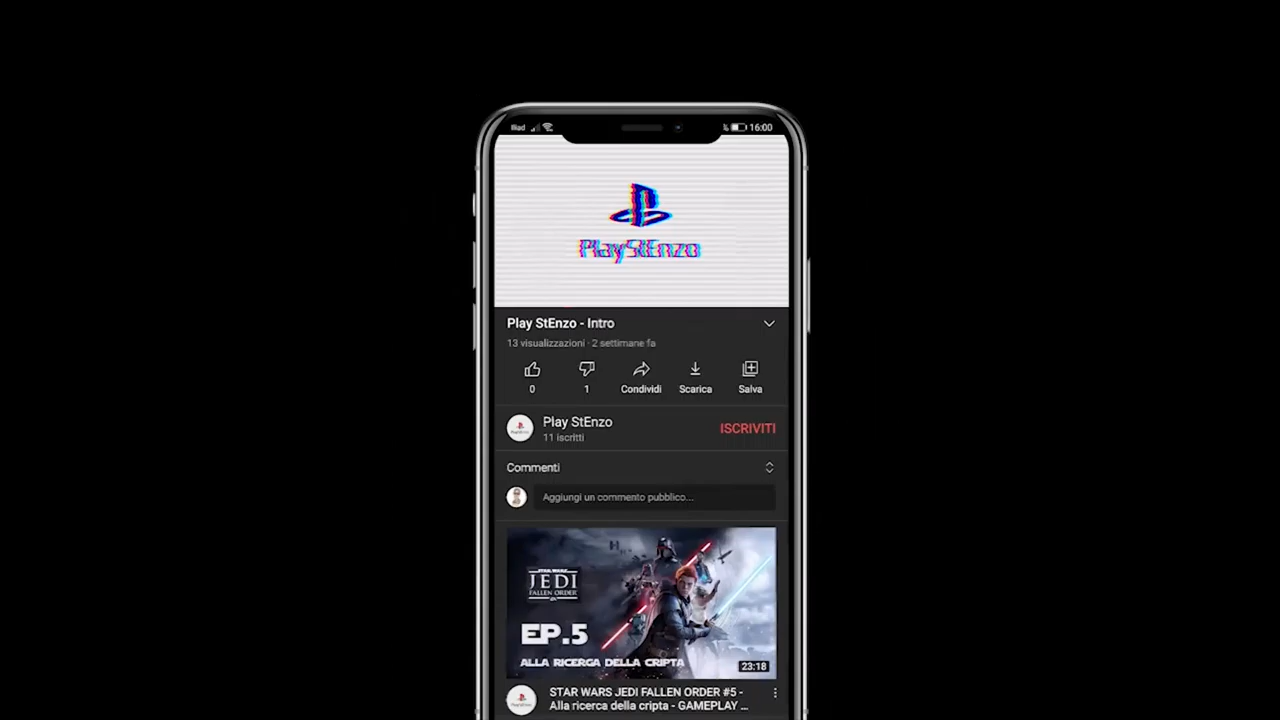 Iliad 16:00
PlayStEnzo
Play StEnzo - Intro
13 visualizzazioni · 2 settimane fa
0 1 Condividi Scarica Salva
Play StEnzo
11 iscritti
ISCRIVITI
Commenti
Aggiungi un commento pubblico...
STAR WARS
JEDI
FALLEN ORDER
EP.5
ALLA RICERCA DELLA CRIPTA
23:18
STAR WARS JEDI FALLEN ORDER #5 -
Alla ricerca della cripta - GAMEPLAY ...